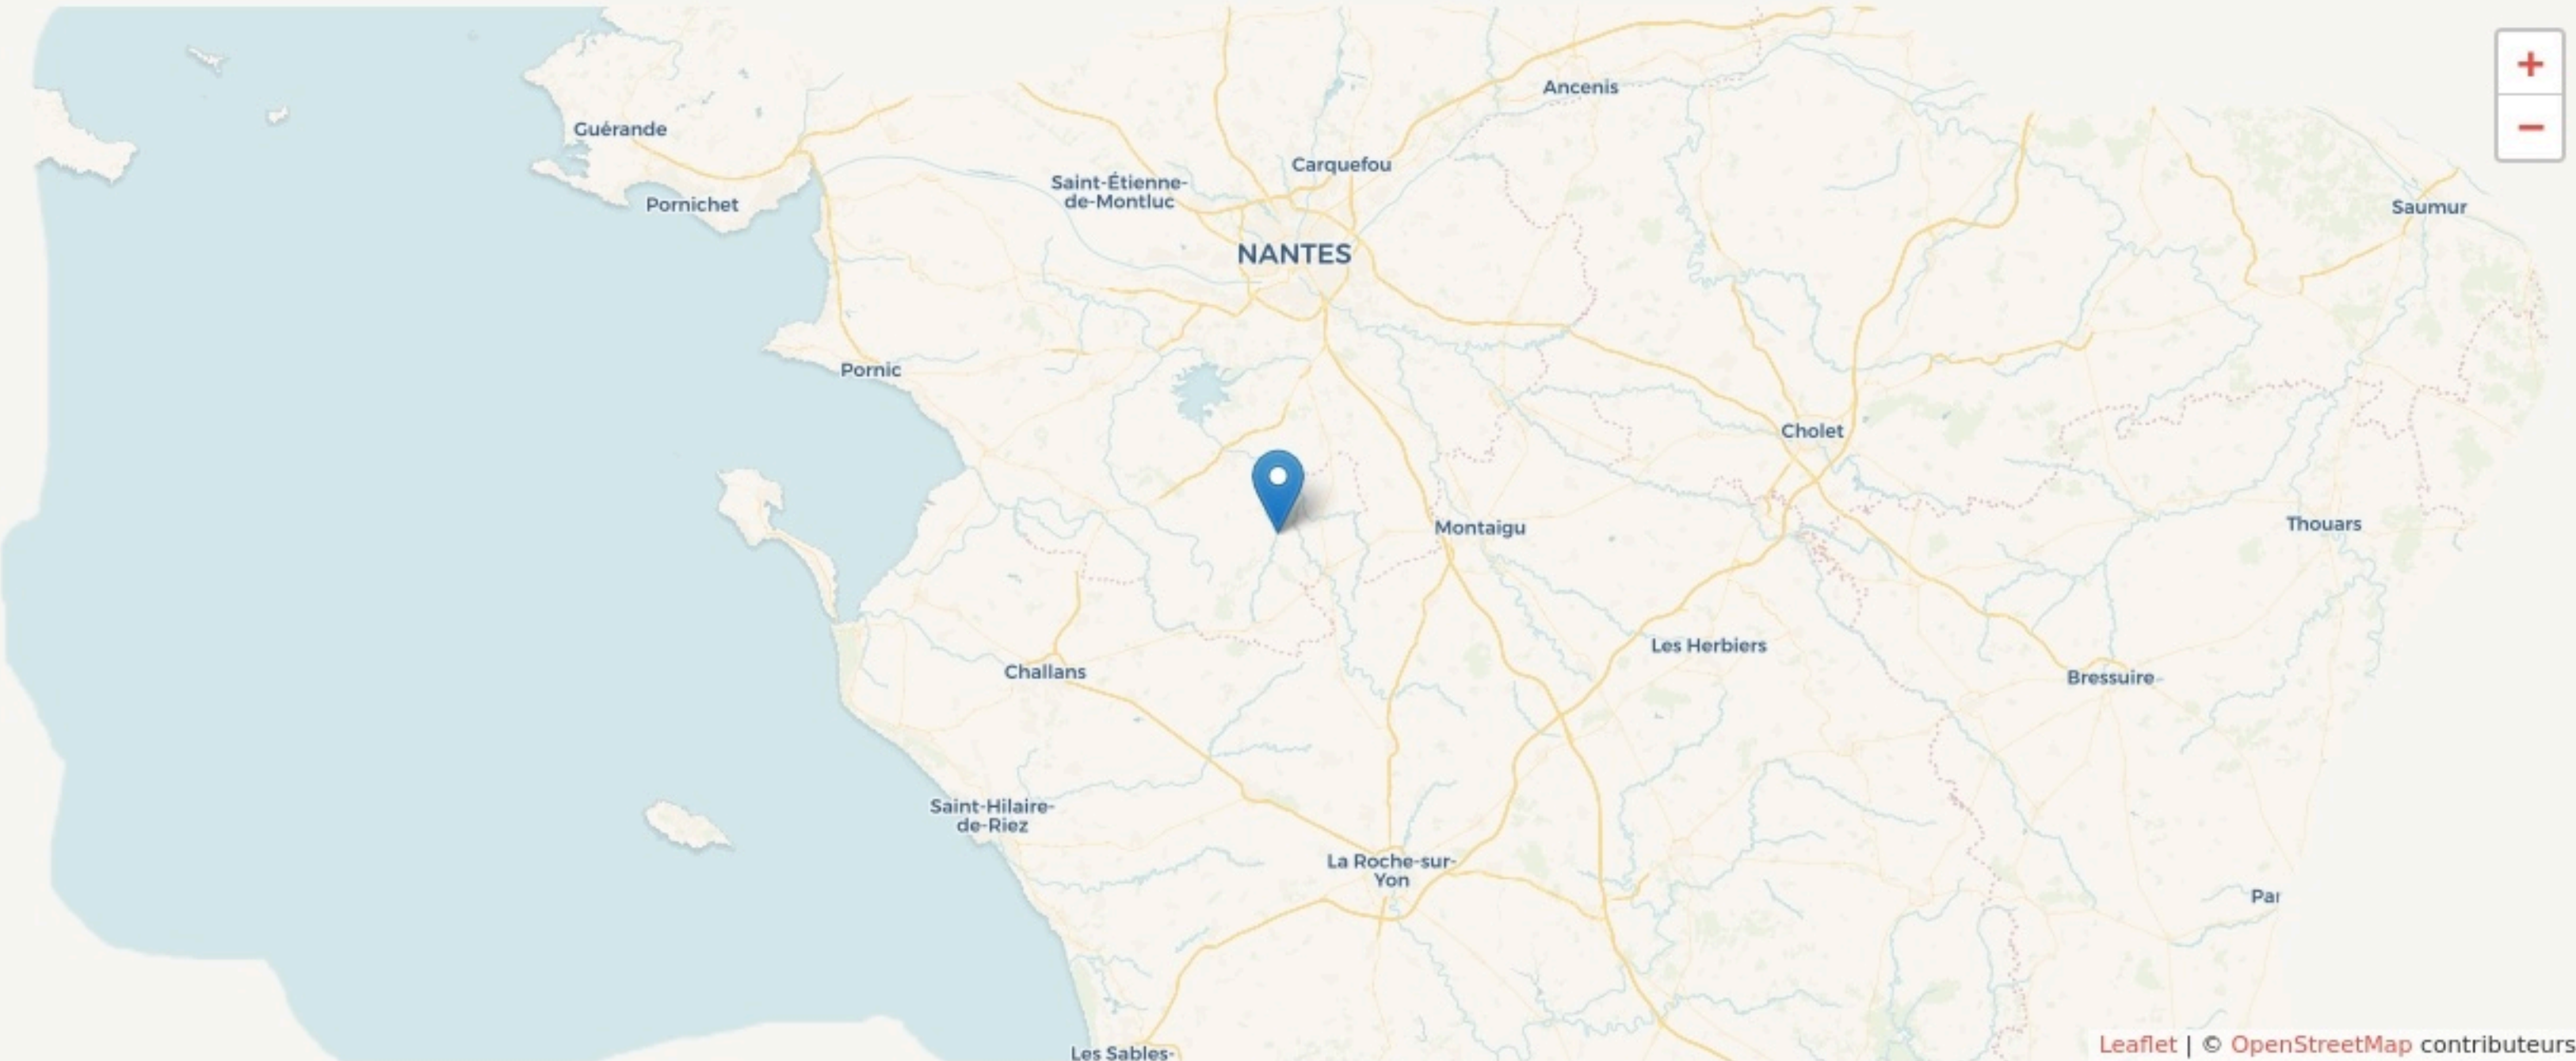 +
−
Ancenis
Guérande
Carquefou
Saint-Étienne-
de-Montluc
Pornichet
Saumur
NANTES
Pornic
Cholet
Thouars
Montaigu
Les Herbiers
Challans
Bressuire
Saint-Hilaire-
de-Riez
La Roche-sur-
Yon
Par
Les Sables-
Leaflet | © OpenStreetMap contributeurs